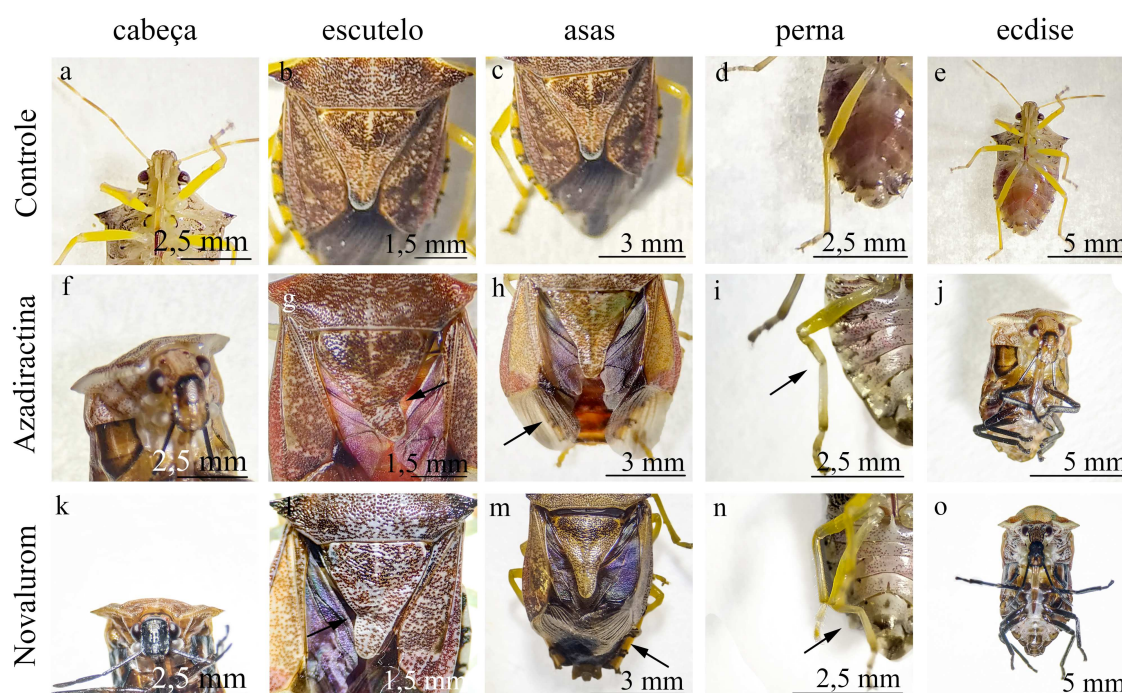 cabeça escutelo asas perna ecdise
Controle
a b c d e
2,5 mm 1,5 mm 3 mm 2,5 mm 5 mm
Azadiractina
f g h i j
2,5 mm 1,5 mm 3 mm 2,5 mm 5 mm
Novalurom
k l m n o
2,5 mm 1,5 mm 3 mm 2,5 mm 5 mm